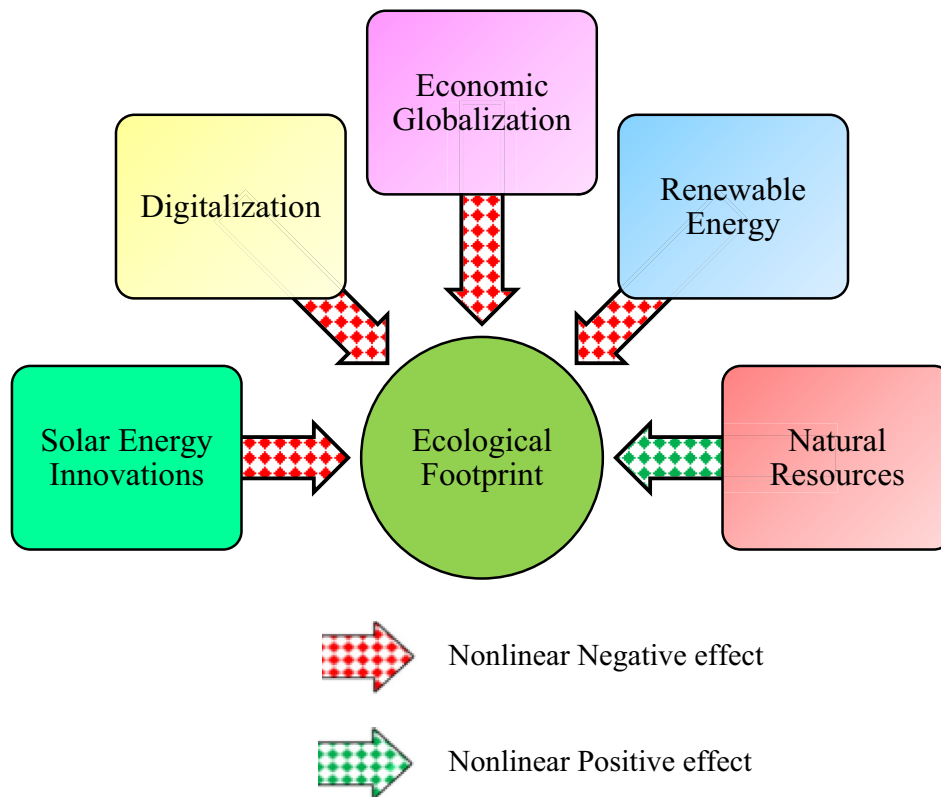 Economic
Globalization
Digitalization
Renewable
Energy
Solar Energy
Innovations
Ecological
Footprint
Natural
Resources
Nonlinear Negative effect
Nonlinear Positive effect